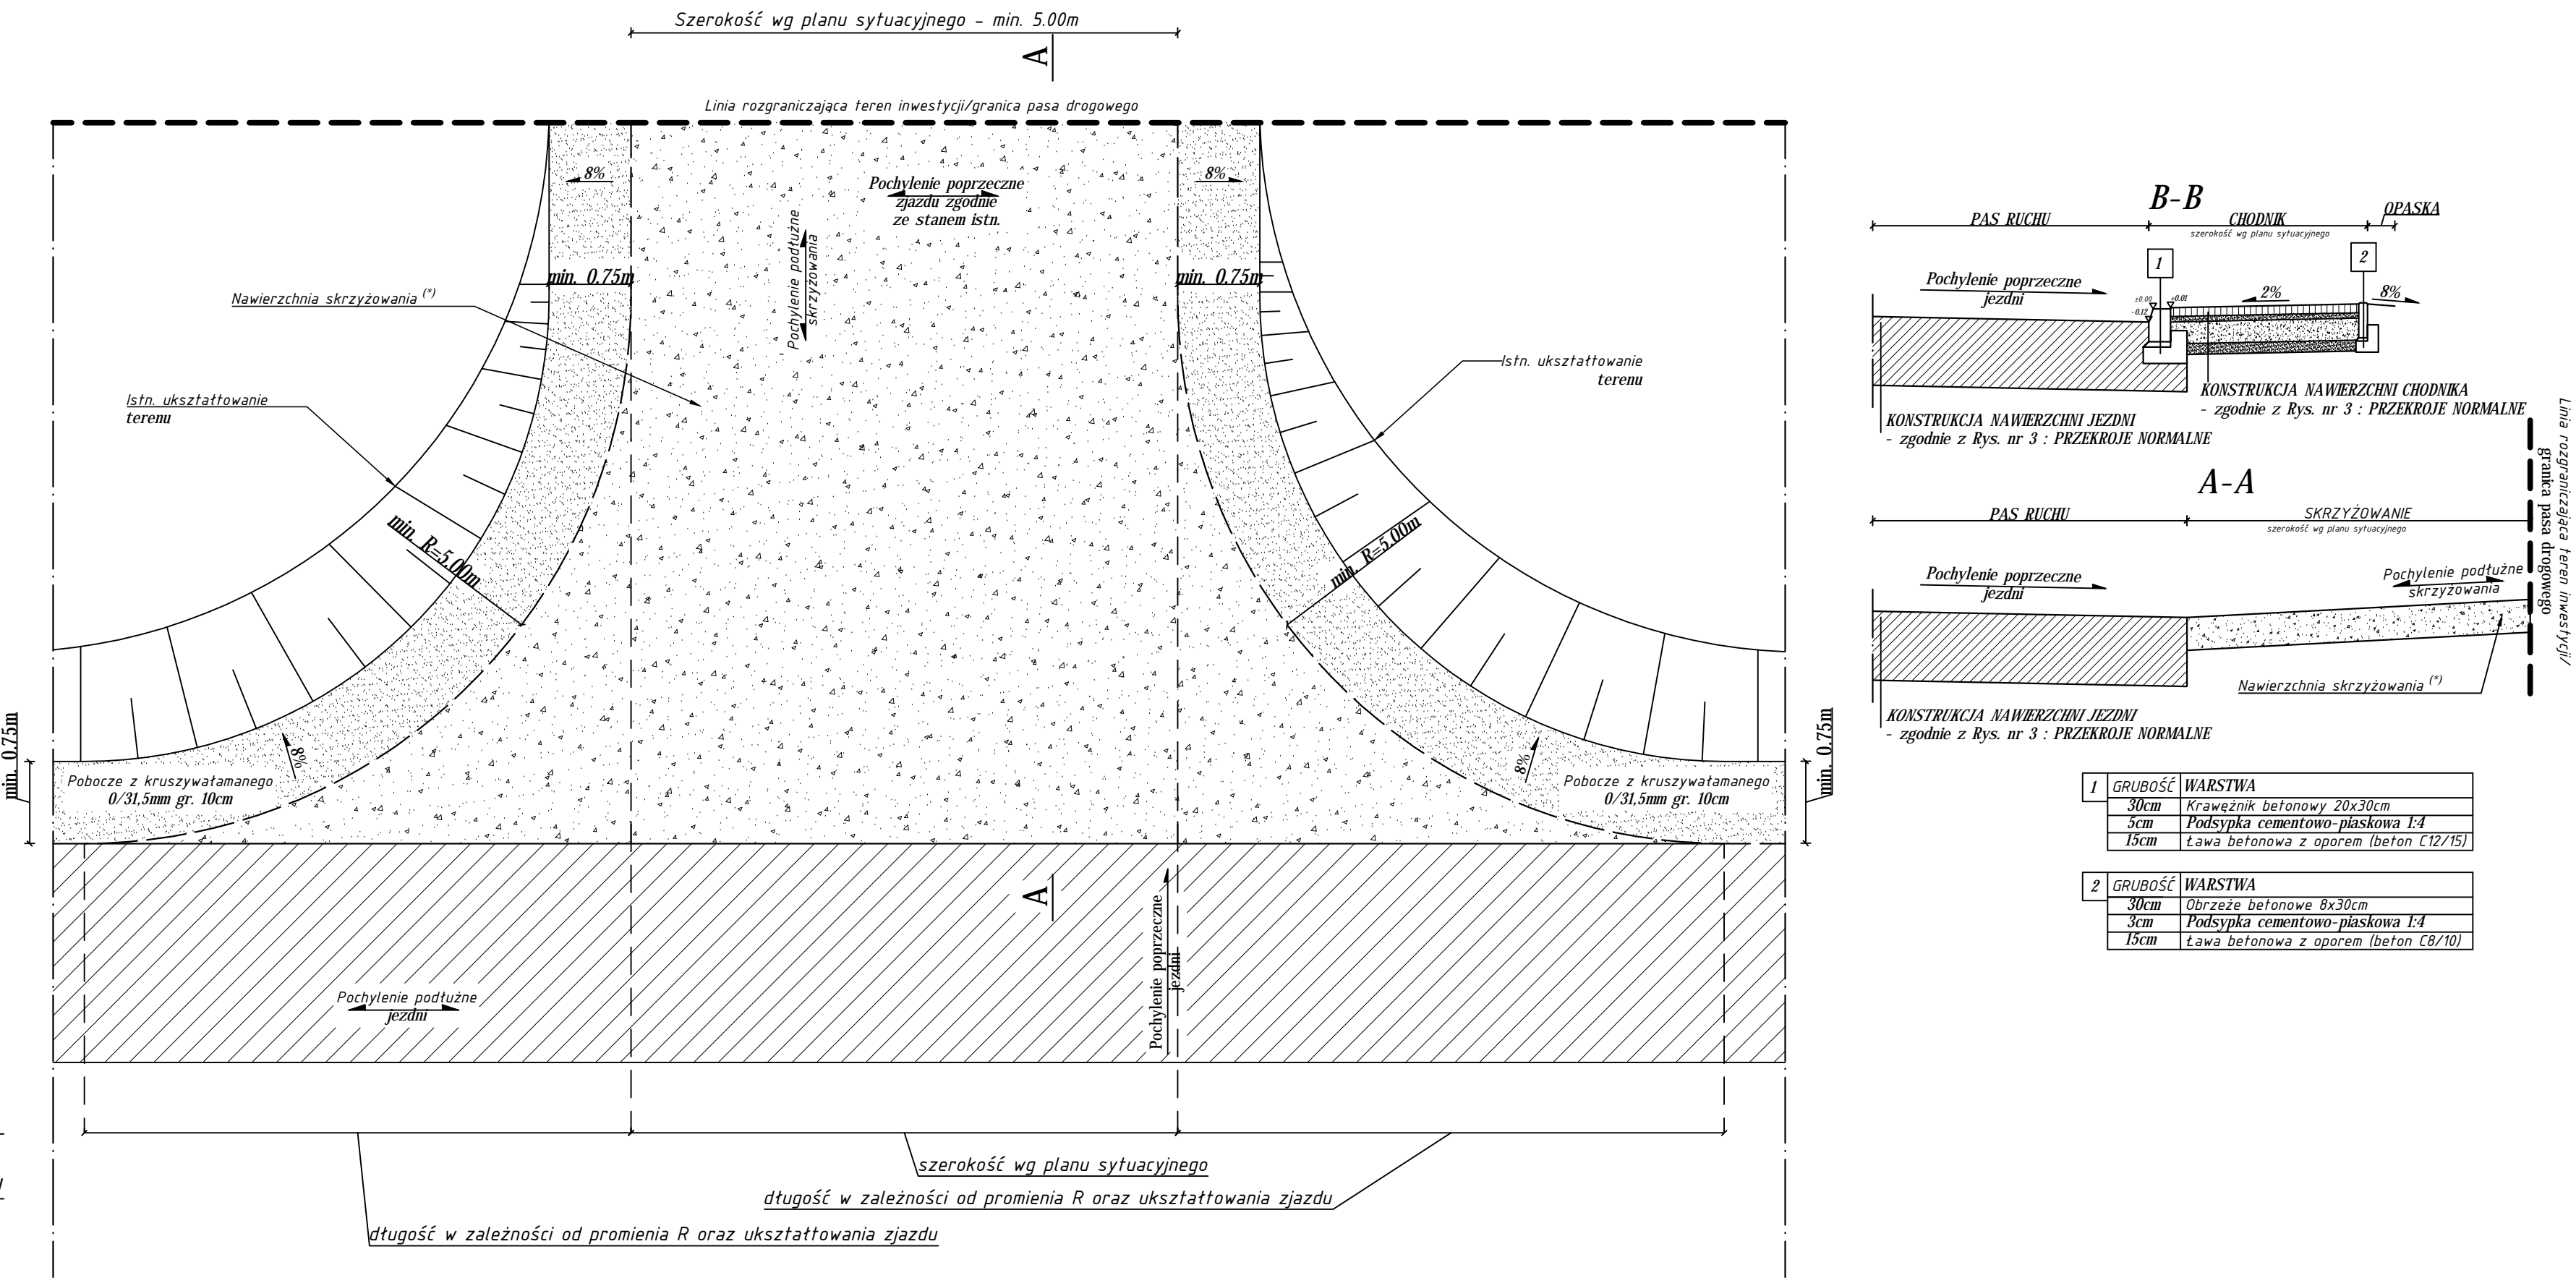 Szerokość wg planu sytuacyjnego - min. 5.00m
A
Linia rozgraniczająca teren inwestycji/granica pasa drogowego
8%
Pochylenie poprzeczne
zjazdu zgodnie
ze stanem istn.
8%
Pochylenie podłużne
skrzyżowania
min. 0.75m
min. 0.75m
Nawierzchnia skrzyżowania (*)
Istn. ukształtowanie
terenu
Istn. ukształtowanie
terenu
min. R=5.00m
min. R=5.00m
min. 0.75m
8%
8%
min. 0.75m
Pobocze z kruszywałamanego
0/31,5mm gr. 10cm
Pobocze z kruszywałamanego
0/31,5mm gr. 10cm
A
Pochylenie poprzeczne
jezdni
Pochylenie podłużne
jezdni
szerokość wg planu sytuacyjnego
długość w zależności od promienia R oraz ukształtowania zjazdu
długość w zależności od promienia R oraz ukształtowania zjazdu
B-B
PAS RUCHU
CHODNIK
OPASKA
szerokość wg planu sytuacyjnego
1
2
Pochylenie poprzeczne
jezdni
±0.00
+0.01
-0.12
2%
8%
KONSTRUKCJA NAWIERZCHNI CHODNIKA
- zgodnie z Rys. nr 3 : PRZEKROJE NORMALNE
KONSTRUKCJA NAWIERZCHNI JEZDNI
- zgodnie z Rys. nr 3 : PRZEKROJE NORMALNE
Linia rozgraniczająca teren inwestycji/
granica pasa drogowego
A-A
PAS RUCHU
SKRZYŻOWANIE
szerokość wg planu sytuacyjnego
Pochylenie poprzeczne
jezdni
Pochylenie podłużne
skrzyżowania
Nawierzchnia skrzyżowania (*)
KONSTRUKCJA NAWIERZCHNI JEZDNI
- zgodnie z Rys. nr 3 : PRZEKROJE NORMALNE
1 GRUBOŚĆ WARSTWA
30cm Krawężnik betonowy 20x30cm
5cm Podsypka cementowo-piaskowa 1:4
15cm Ława betonowa z oporem (beton C12/15)
2 GRUBOŚĆ WARSTWA
30cm Obrzeże betonowe 8x30cm
3cm Podsypka cementowo-piaskowa 1:4
15cm Ława betonowa z oporem (beton C8/10)